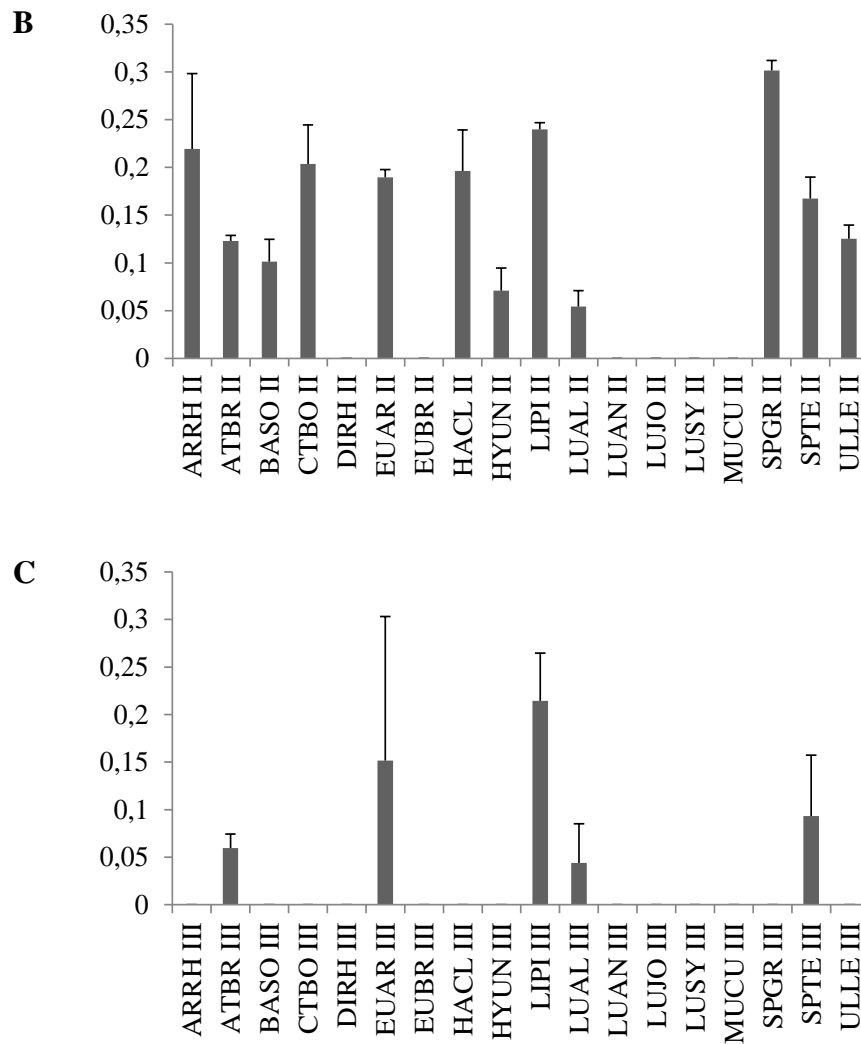 B
0,35
0,3
0,25
0,2
0,15
0,1
0,05
0
ARRH II
ATBR II
BASO II
CTBO II
DIRH II
EUAR II
EUBR II
HACL II
HYUN II
LIPI II
LUAL II
LUAN II
LUJO II
LUSY II
MUCU II
SPGR II
SPTE II
ULLE II
C
0,35
0,3
0,25
0,2
0,15
0,1
0,05
0
ARRH III
ATBR III
BASO III
CTBO III
DIRH III
EUAR III
EUBR III
HACL III
HYUN III
LIPI III
LUAL III
LUAN III
LUJO III
LUSY III
MUCU III
SPGR III
SPTE III
ULLE III